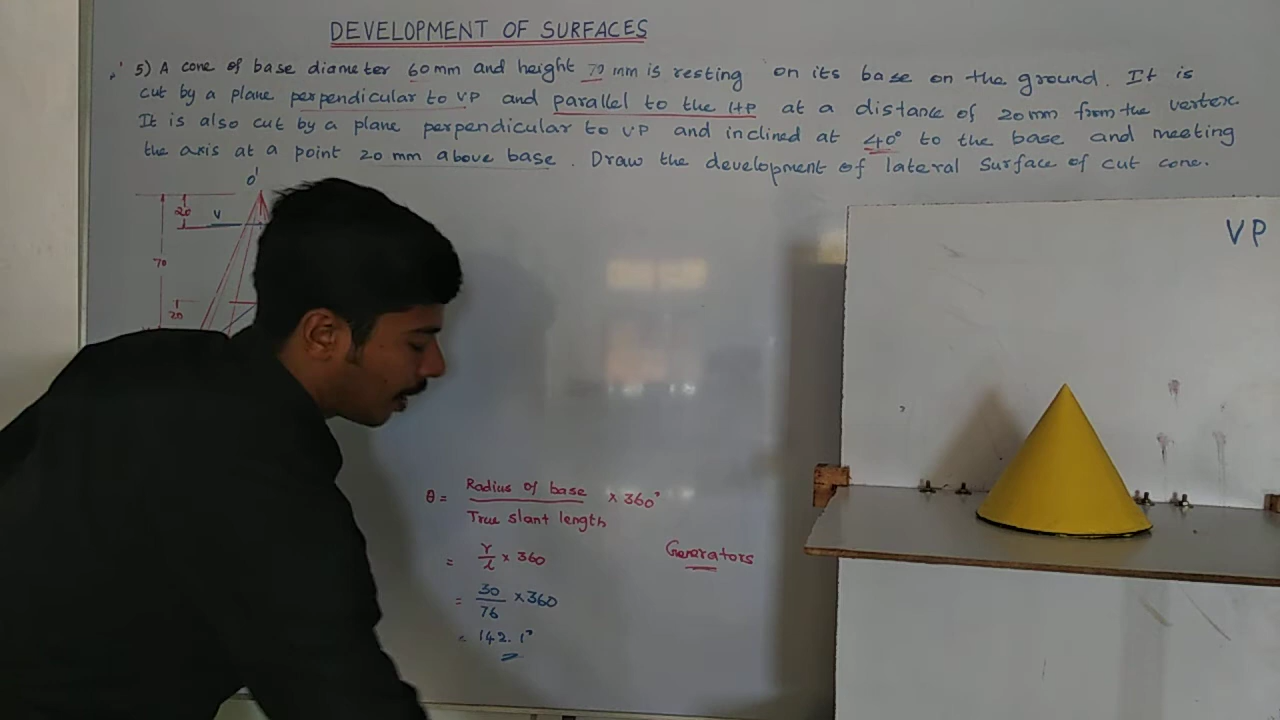 DEVELOPMENT OF SURFACES
5) A cone of base diameter 60mm and height 70 mm is resting on its base on the ground. It is
cut by a plane perpendicular to VP and parallel to the HP at a distance of 20mm from the vertex.
It is also cut by a plane perpendicular to VP and inclined at 40° to the base and meeting
the axis at a point 20 mm above base. Draw the development of lateral surface of cut cone.
VP
o'
20
V
70
20
θ = Radius of base / True slant length × 360°
= r/l × 360
Generators
= 30/76 × 360
= 142.1°